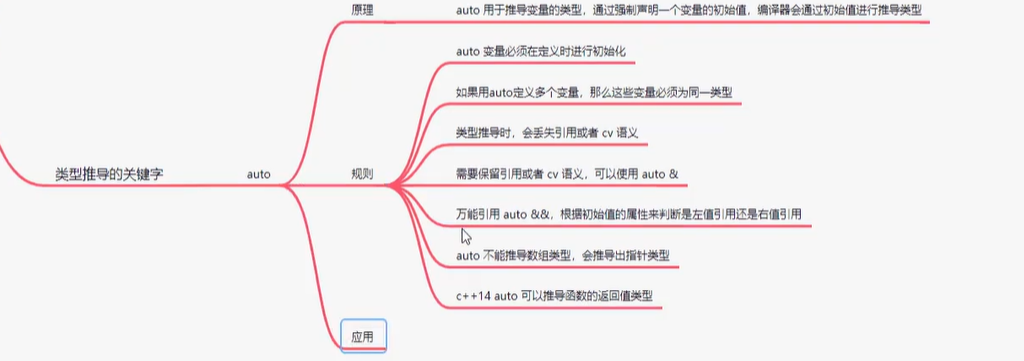 原理
auto 用于推导变量的类型，通过强制声明一个变量的初始值，编译器会通过初始值进行推导类型
auto 变量必须在定义时进行初始化
如果用auto定义多个变量，那么这些变量必须为同一类型
类型推导时，会丢失引用或者 cv 语义
类型推导的关键字
auto
规则
需要保留引用或者 cv 语义，可以使用 auto &
万能引用 auto &&，根据初始值的属性来判断是左值引用还是右值引用
auto 不能推导数组类型，会推导出指针类型
c++14 auto 可以推导函数的返回值类型
应用